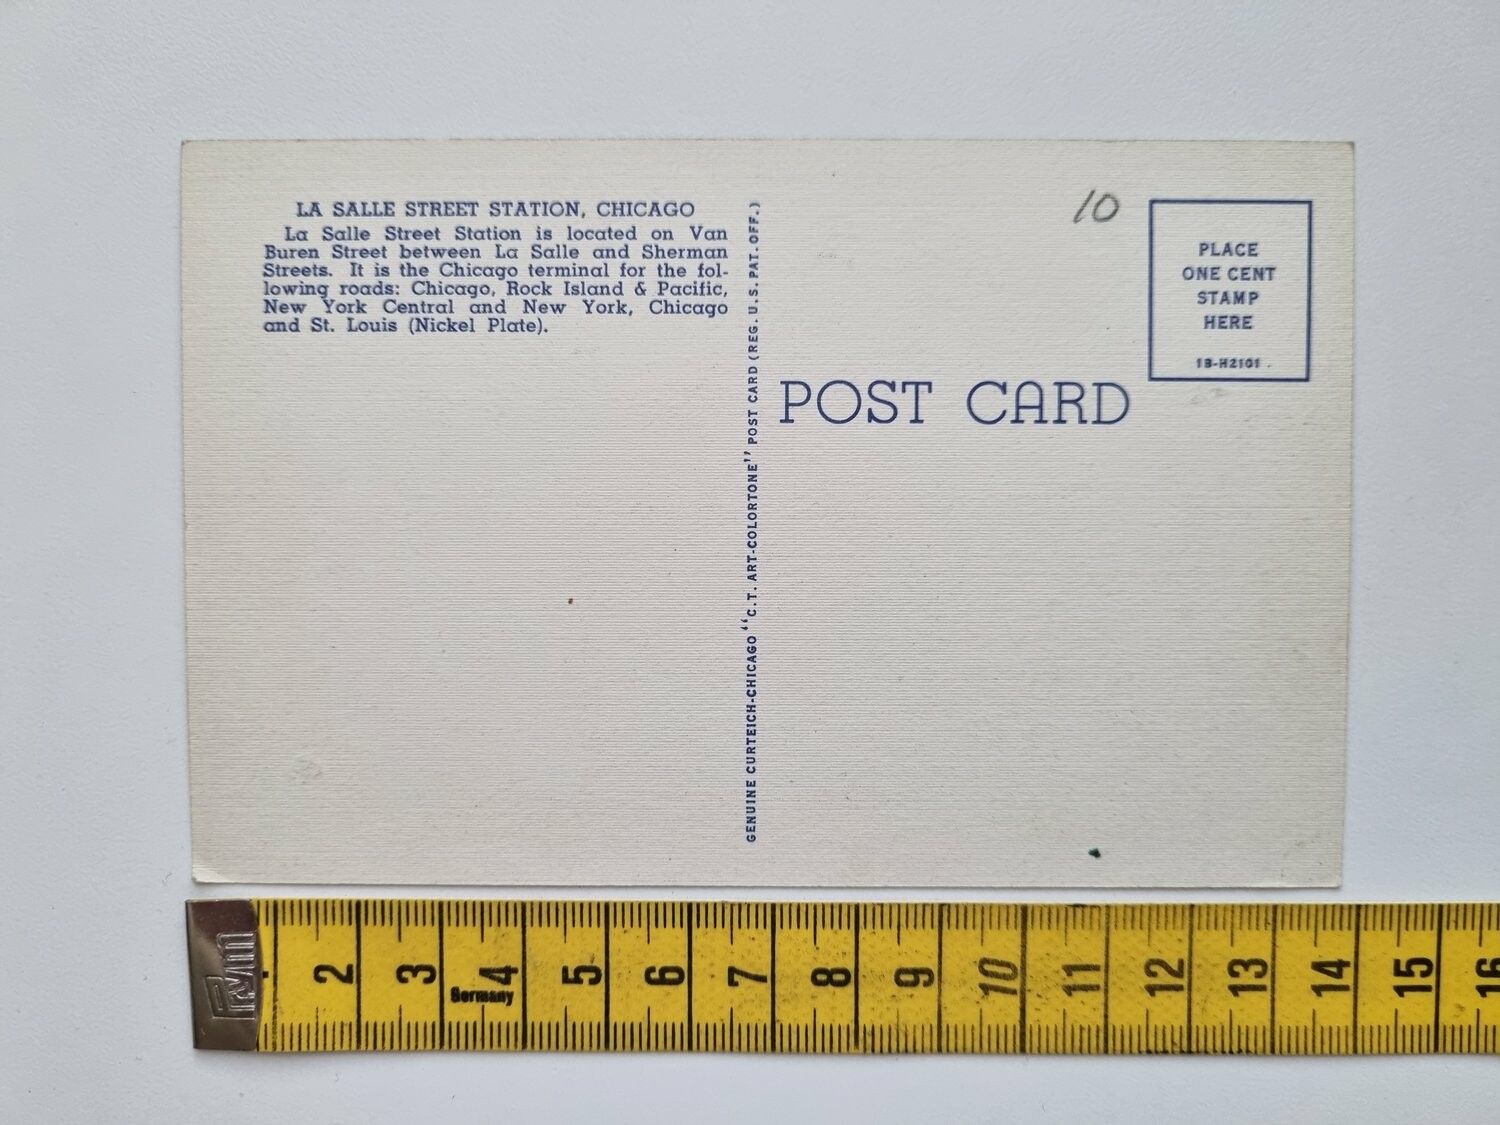 LA SALLE STREET STATION, CHICAGO
La Salle Street Station is located on Van
Buren Street between La Salle and Sherman
Streets. It is the Chicago terminal for the fol-
lowing roads: Chicago, Rock Island & Pacific,
New York Central and New York, Chicago
and St. Louis (Nickel Plate).
GENUINE CURTEICH-CHICAGO "C.T. ART-COLORTONE" POST CARD (REG. U.S. PAT. OFF.)
10
PLACE
ONE CENT
STAMP
HERE
1B-H2101
POST CARD
Prym
2 3 4 5 6 7 8 9 10 11 12 13 14 15 16
Germany